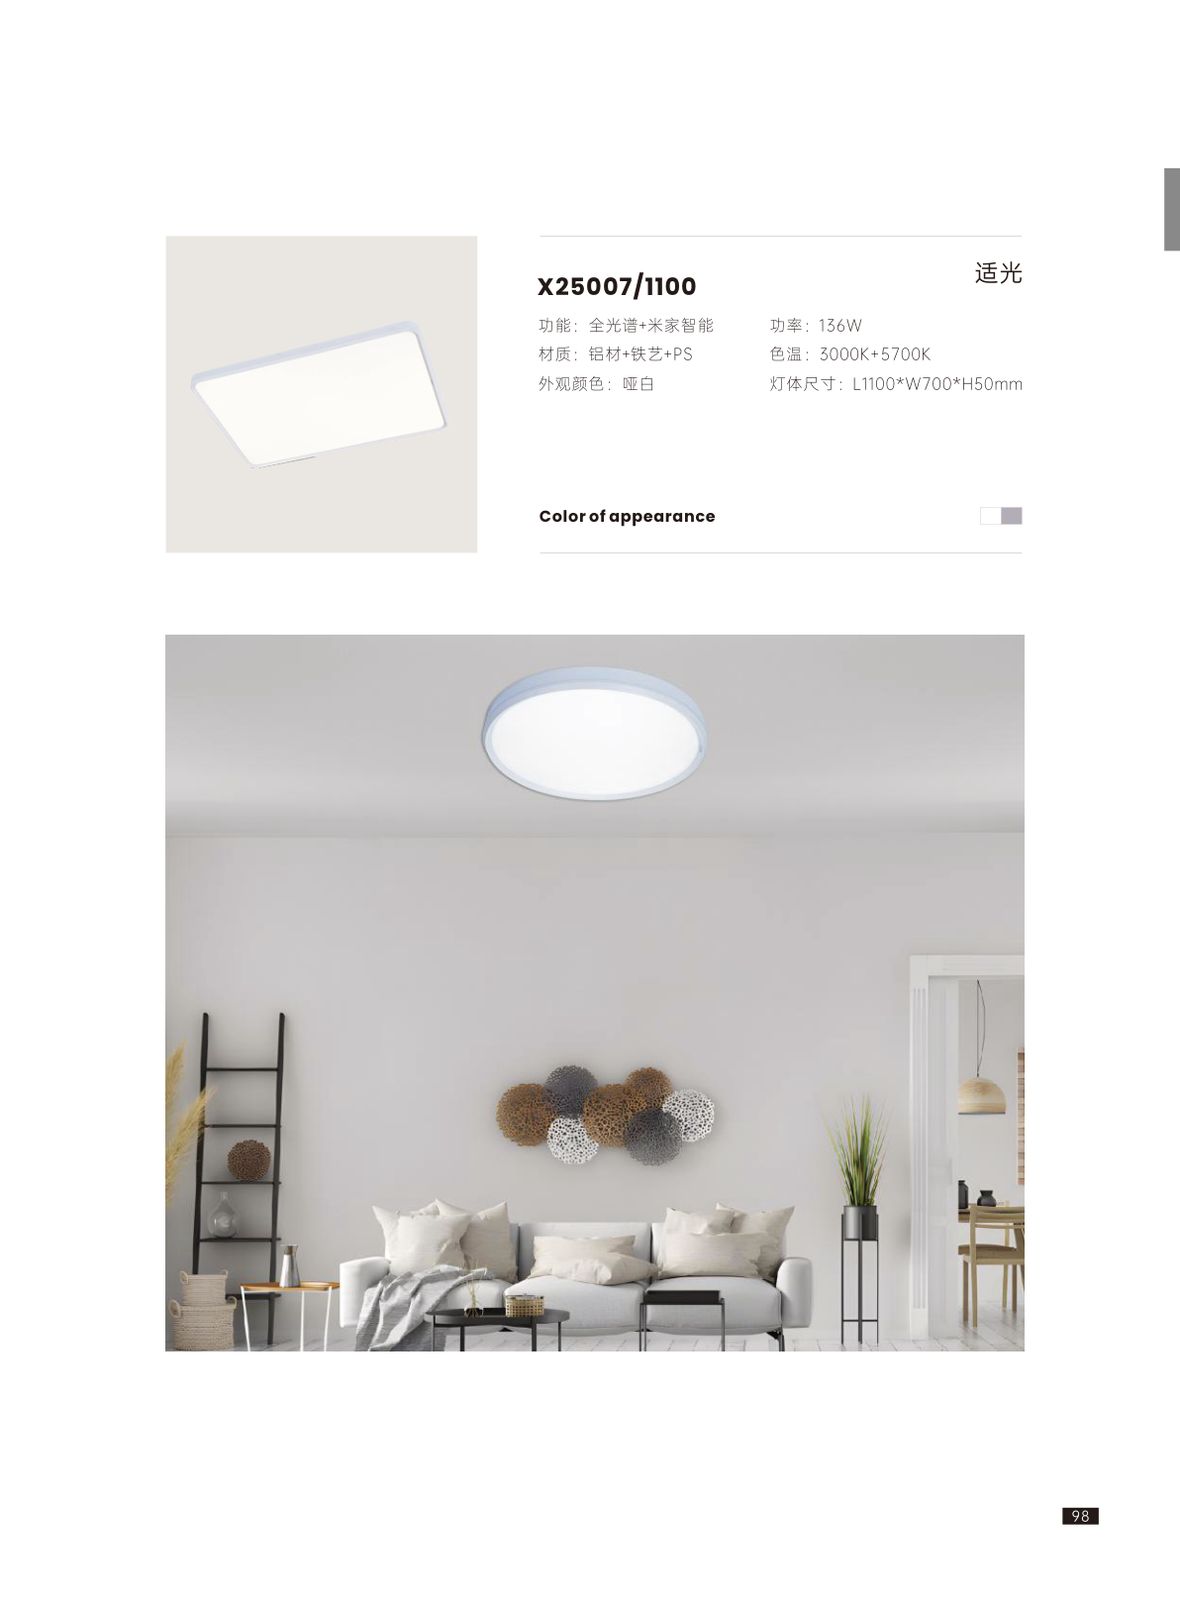 适光
X25007/1100
功能：全光谱+米家智能
功率：136W
材质：铝材+铁艺+PS
色温：3000K+5700K
外观颜色：哑白
灯体尺寸：L1100*W700*H50mm
Color of appearance
98